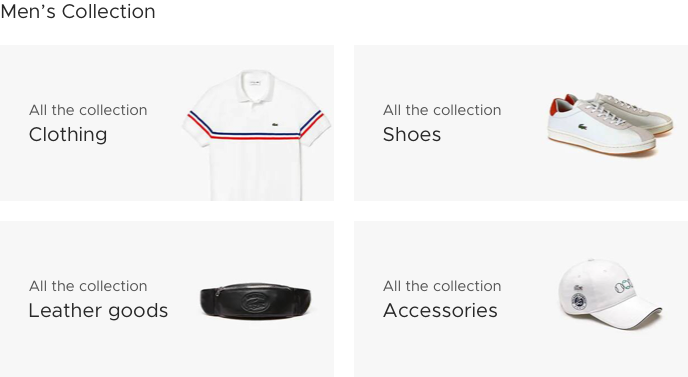 Men’s Collection
All the collection
Clothing
All the collection
Shoes
All the collection
Leather goods
All the collection
Accessories